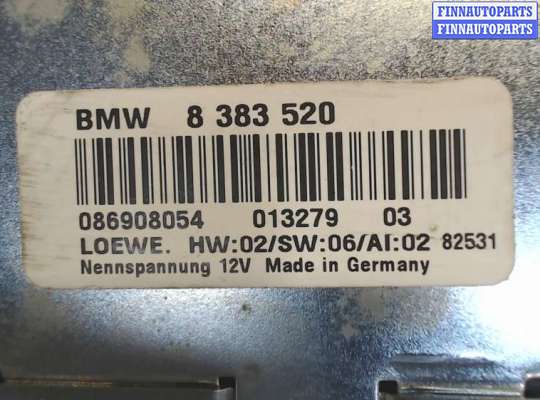 FINNAUTOPARTS
FINNAUTOPARTS
BMW 8 383 520
086908054 013279 03
LOEWE. HW:02/SW:06/AI:02 82531
Nennspannung 12V Made in Germany